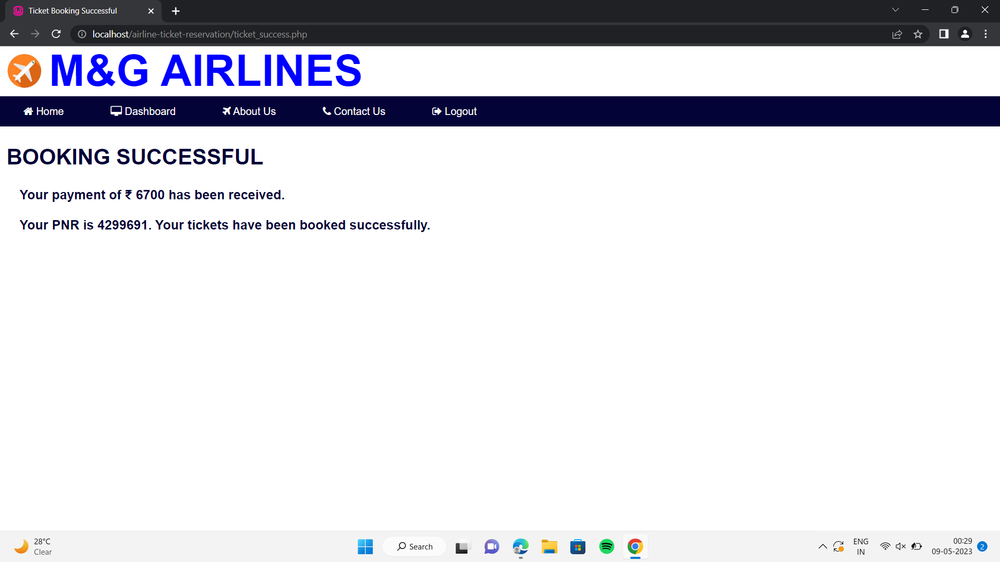 Ticket Booking Successful
localhost/airline-ticket-reservation/ticket_success.php
M&G AIRLINES
Home Dashboard About Us Contact Us Logout
BOOKING SUCCESSFUL
Your payment of ₹ 6700 has been received.
Your PNR is 4299691. Your tickets have been booked successfully.
28°C
Clear
Search
ENG
IN
00:29
09-05-2023
2